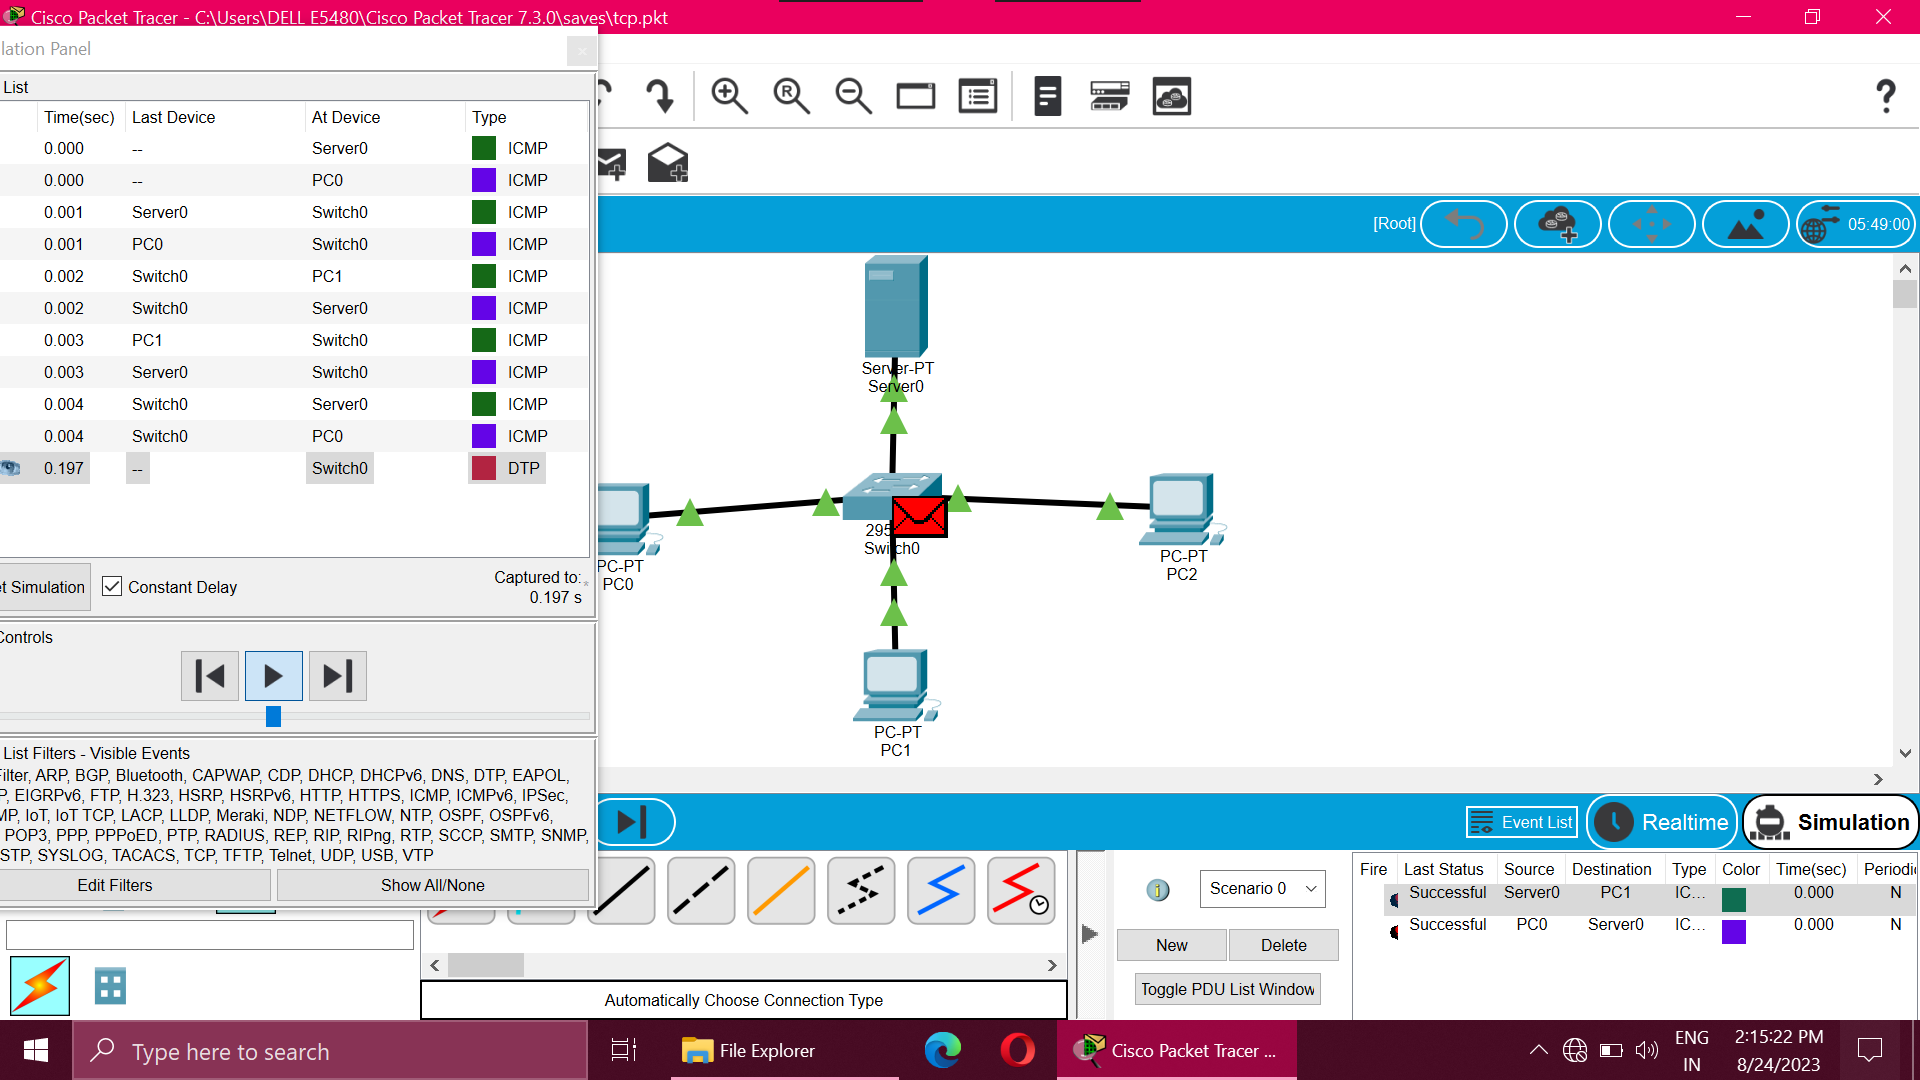 Cisco Packet Tracer - C:\Users\DELL E5480\Cisco Packet Tracer 7.3.0\saves\tcp.pkt
lation Panel
List
Time(sec) Last Device At Device Type
0.000 -- Server0 ICMP
0.000 -- PC0 ICMP
0.001 Server0 Switch0 ICMP
0.001 PC0 Switch0 ICMP
0.002 Switch0 PC1 ICMP
0.002 Switch0 Server0 ICMP
0.003 PC1 Switch0 ICMP
0.003 Server0 Switch0 ICMP
0.004 Switch0 Server0 ICMP
0.004 Switch0 PC0 ICMP
0.197 -- Switch0 DTP
t Simulation
Constant Delay
Captured to:
0.197 s
Controls
List Filters - Visible Events
ilter, ARP, BGP, Bluetooth, CAPWAP, CDP, DHCP, DHCPv6, DNS, DTP, EAPOL,
P, EIGRPv6, FTP, H.323, HSRP, HSRPv6, HTTP, HTTPS, ICMP, ICMPv6, IPSec,
MP, IoT, IoT TCP, LACP, LLDP, Meraki, NDP, NETFLOW, NTP, OSPF, OSPFv6,
POP3, PPP, PPPoED, PTP, RADIUS, REP, RIP, RIPng, RTP, SCCP, SMTP, SNMP,
STP, SYSLOG, TACACS, TCP, TFTP, Telnet, UDP, USB, VTP
Edit Filters
Show All/None
R
?
[Root]
05:49:00
Server-PT
Server0
295
Switch0
PC-PT
PC0
PC-PT
PC2
PC-PT
PC1
Event List
Realtime
Simulation
Scenario 0
New
Delete
Toggle PDU List Window
Fire Last Status Source Destination Type Color Time(sec) Periodi
Successful Server0 PC1 IC... 0.000 N
Successful PC0 Server0 IC... 0.000 N
Automatically Choose Connection Type
Type here to search
File Explorer
Cisco Packet Tracer ...
ENG
IN
2:15:22 PM
8/24/2023